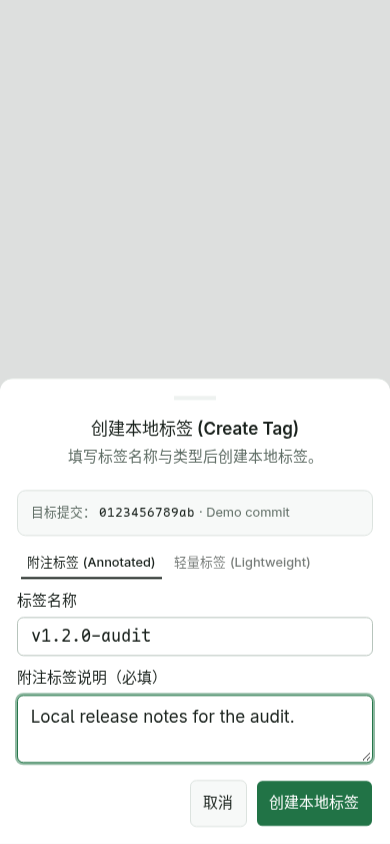 创建本地标签 (Create Tag)
填写标签名称与类型后创建本地标签。
目标提交： 0123456789ab · Demo commit
附注标签 (Annotated) 轻量标签 (Lightweight)
标签名称
v1.2.0-audit
附注标签说明（必填）
Local release notes for the audit.
取消 创建本地标签